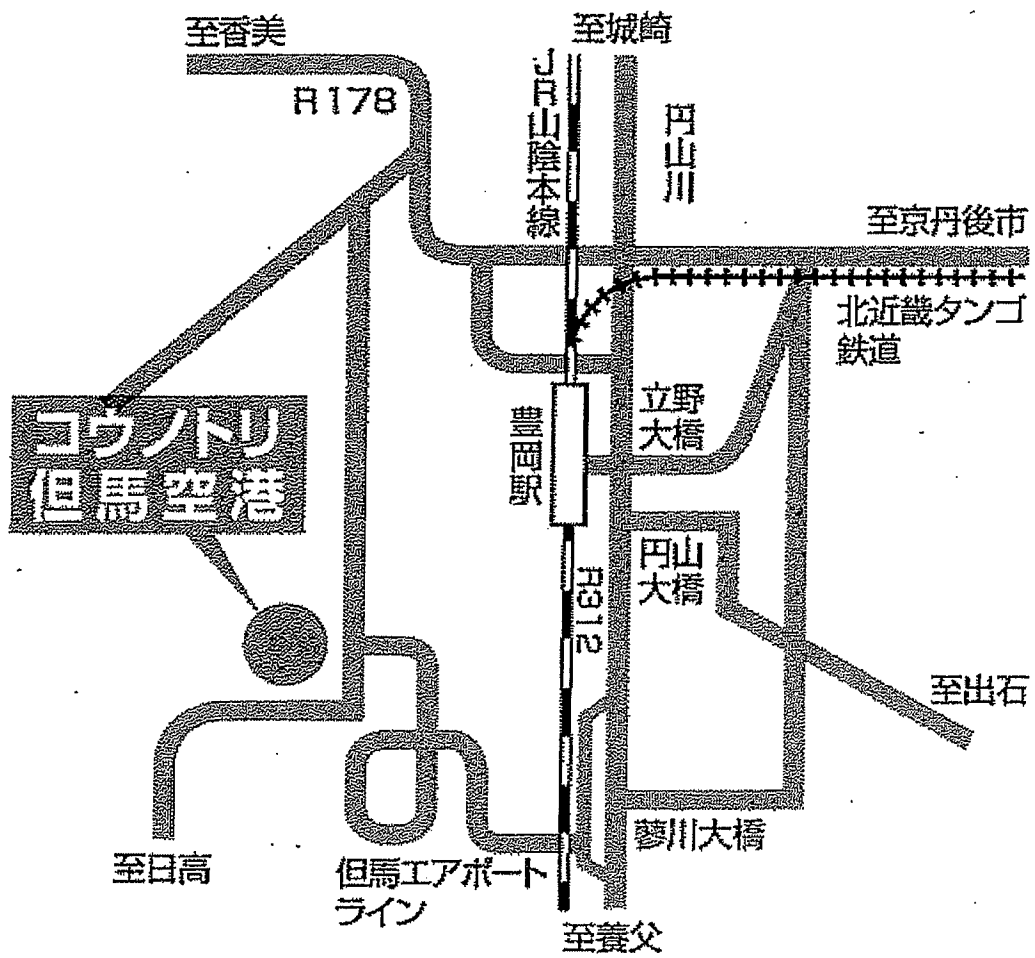 至香美
R178
至城崎
JR山陰本線
円山川
至京丹後市
北近畿タンゴ
鉄道
コウノトリ
但馬空港
豊岡駅
立野
大橋
円山
大橋
R312
至出石
蓼川大橋
至日高
但馬エアポート
ライン
至養父